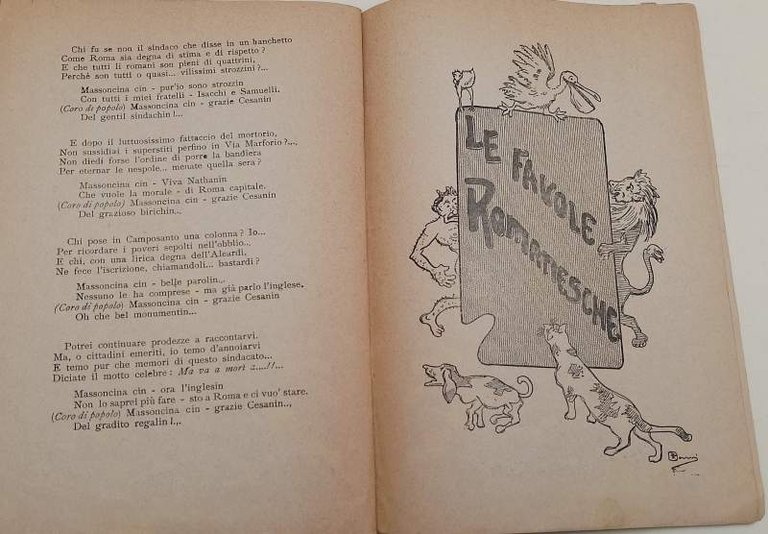 Chi fu se non il sindaco che disse in un banchetto
Come Roma sia degna di stima e di rispetto?
E che tutti li romani son pieni di quattrini,
Perchè son tutti o quasi... vilissimi strozzini?...
Massoncina cin - pur'io sono strozzin
Con tutti i miei fratelli - Isacchi e Samuelli.
(Coro di popolo) Massoncina cin - grazie Cesanin
Del gentil sindachin!...
E dopo il luttuosissimo fattaccio del mortorio,
Non sussidiai i superstiti perfino in Via Marforio?...
Non diedi forse l'ordine di porre la bandiera
Per eternar le nespole... menate quella sera?
Massoncina cin - Viva Nathanin
Che vuole la morale - di Roma capitale.
(Coro di popolo) Massoncina cin - grazie Cesanin
Del grazioso birichin...
Chi pose in Camposanto una colonna? Io...
Per ricordare i poveri sepolti nell'obblio...
E chi, con una lirica degna dell'Aleardi,
Ne fece l'iscrizione, chiamandoli... bastardi?
Massoncina cin - belle parolin...
Nessuno le ha comprese - ma già parlo l'inglese,
(Coro di popolo) Massoncina cin - grazie Cesanin
Oh che bel monumentin...
Potrei continuare prodezze a raccontarvi.
Ma, o cittadini emeriti, io temo d'annoiarvi
E temo pur che memori di questo sindacato...
Diciate il motto celebre: Ma va a morì a....!!...
Massoncina cin - ora l'inglesin
Non lo saprei più fare - sto a Roma e ci vuo' stare.
(Coro di popolo) Massoncina cin - grazie Cesanin...
Del gradito regalin!...
LE FAVOLE
ROMANESCHE